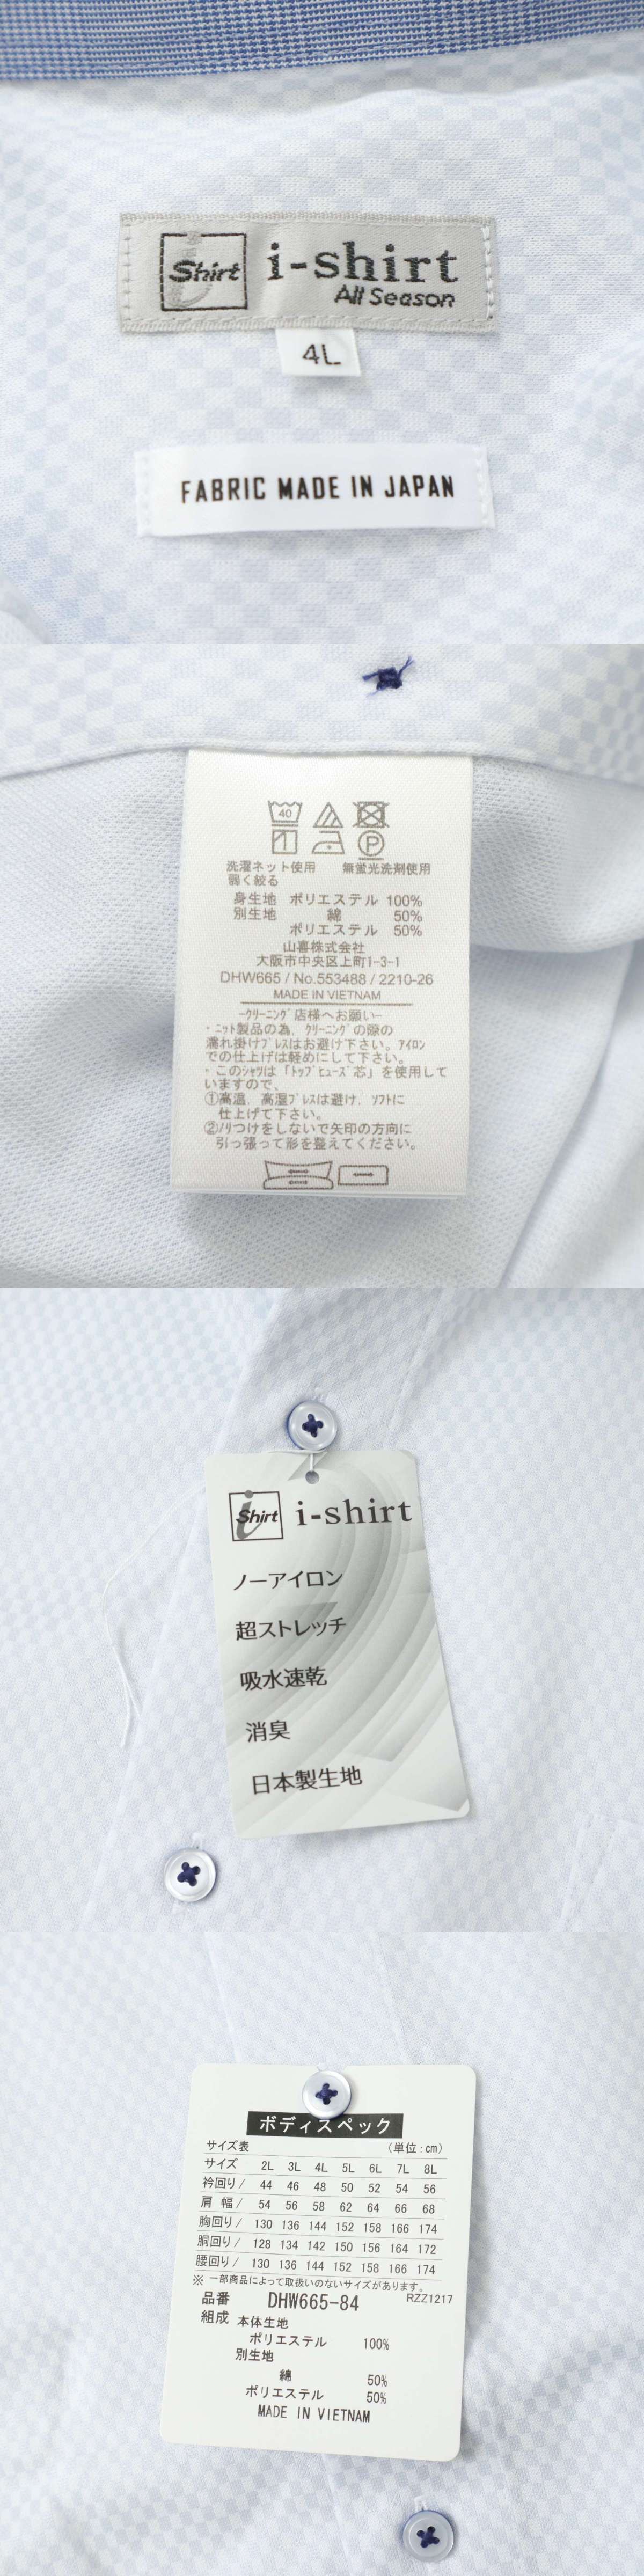 Shirt i-shirt
All Season
4L
FABRIC MADE IN JAPAN
40
P
洗濯ネット使用 無蛍光洗剤使用
弱く絞る
身生地 ポリエステル 100%
別生地 綿 50%
ポリエステル 50%
山喜株式会社
大阪市中央区上町1-3-1
DHW665 / No.553488 / 2210-26
MADE IN VIETNAM
-クリーニング店様へお願い-
・ニット製品の為、クリーニングの際の
濡れ掛けプレスはお避け下さい。アイロン
での仕上げは軽めにして下さい。
・このシャツは「トップヒューズ芯」を使用して
いますので、
①高温、高湿プレスは避け、ソフトに
仕上げて下さい。
②ノリつけをしないで矢印の方向に
引っ張って形を整えてください。
Shirt i-shirt
ノーアイロン
超ストレッチ
吸水速乾
消臭
日本製生地
ボディスペック
サイズ表 (単位:cm)
サイズ 2L 3L 4L 5L 6L 7L 8L
衿回り/ 44 46 48 50 52 54 56
肩 幅/ 54 56 58 62 64 66 68
胸回り/ 130 136 144 152 158 166 174
胴回り/ 128 134 142 150 156 164 172
腰回り/ 130 136 144 152 158 166 174
※ 一部商品によって取扱いのないサイズがあります。
品番 DHW665-84 RZZ1217
組成 本体生地
ポリエステル 100%
別生地
綿 50%
ポリエステル 50%
MADE IN VIETNAM